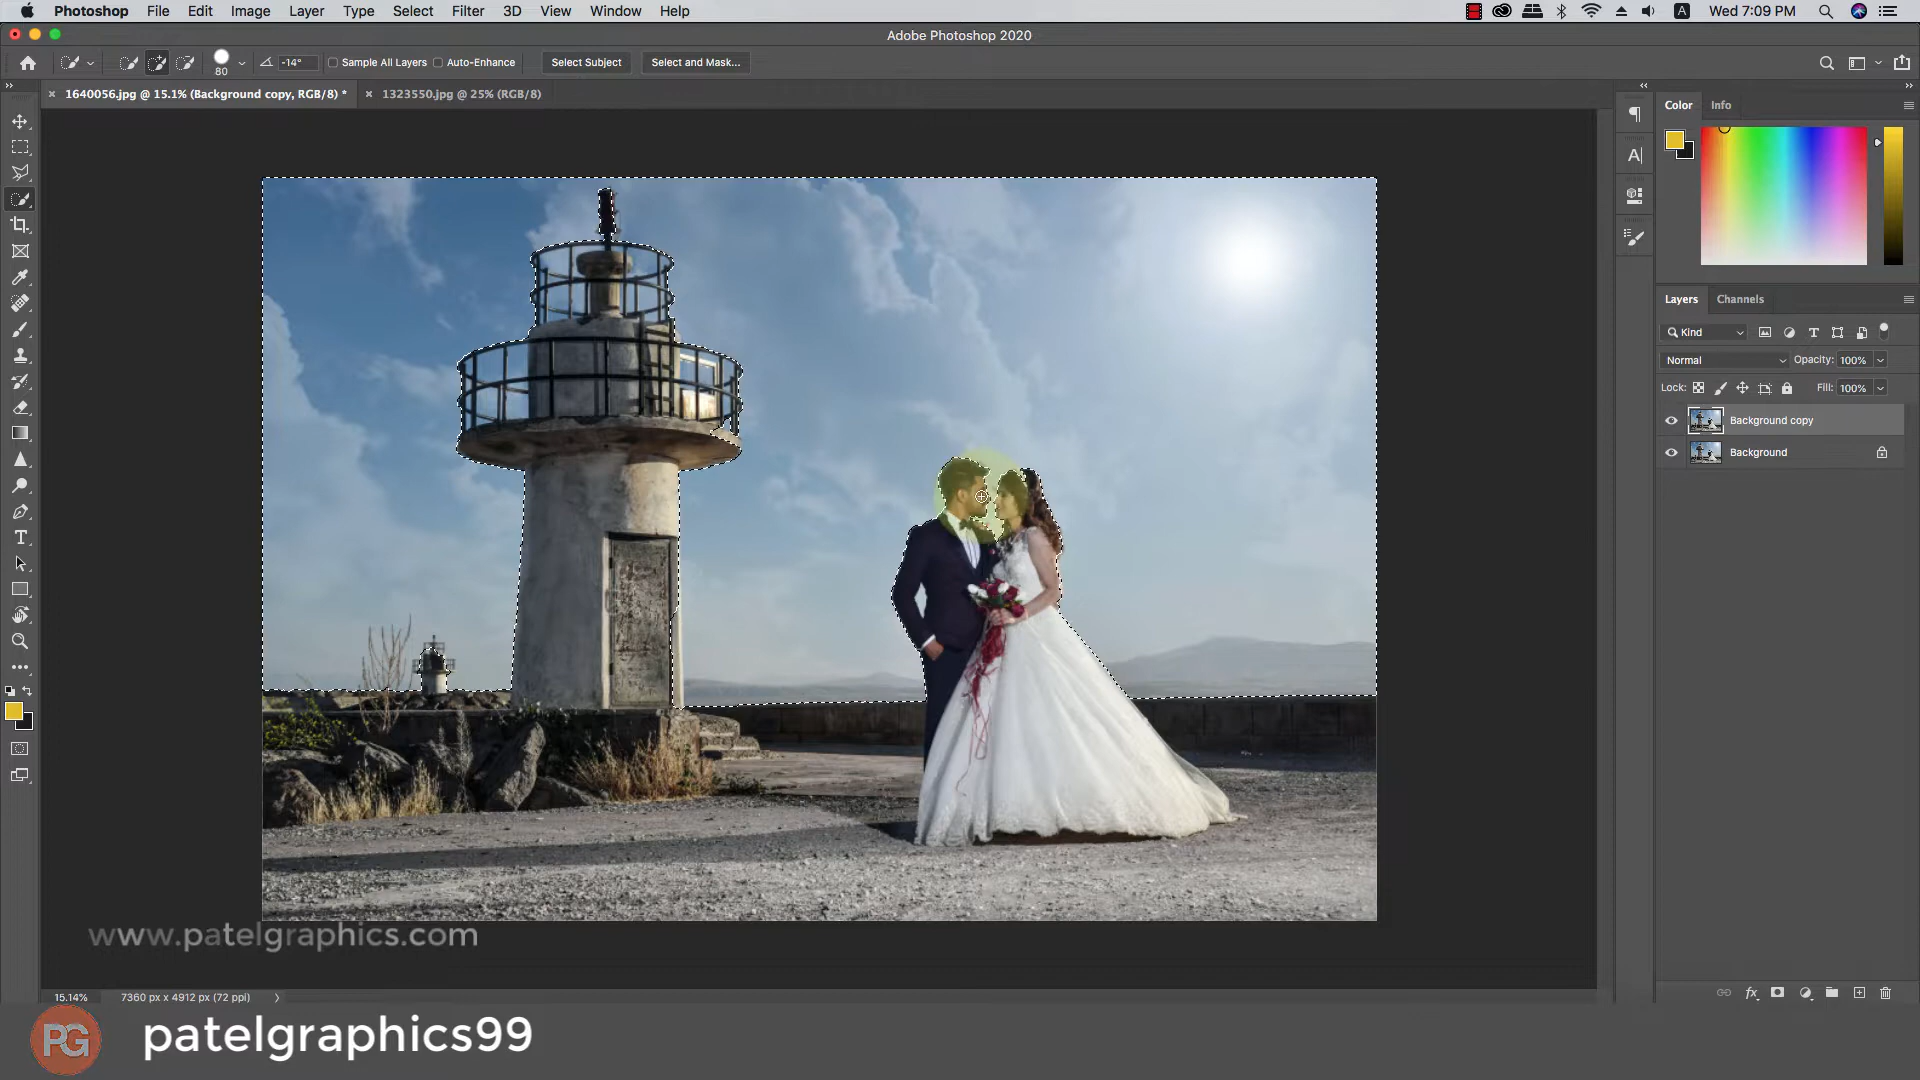 Photoshop File Edit Image Layer Type Select Filter 3D View Window Help A Wed 7:09 PM
Adobe Photoshop 2020
80 -14° Sample All Layers Auto-Enhance Select Subject Select and Mask...
1640056.jpg @ 15.1% (Background copy, RGB/8) * 1323550.jpg @ 25% (RGB/8)
Color Info
Layers Channels
Kind
Normal Opacity: 100%
Lock: Fill: 100%
Background copy
Background
www.patelgraphics.com
15.14% 7360 px x 4912 px (72 ppi)
PG patelgraphics99